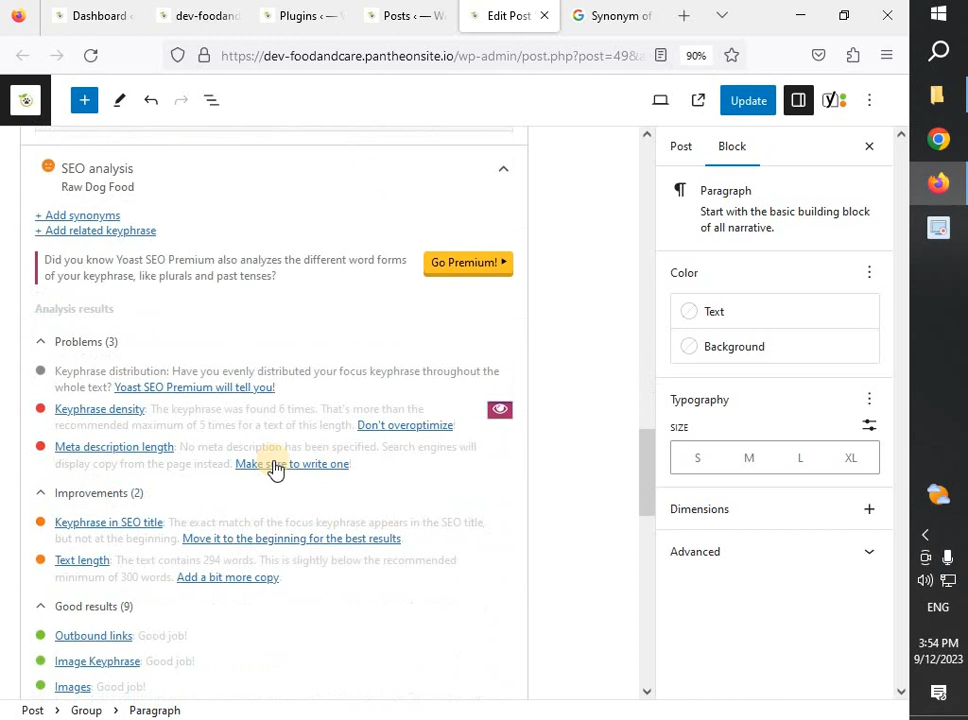 Dashboard
dev-foodand
Plugins ‹ —
Posts ‹ — W
Edit Post
Synonym of
https://dev-foodandcare.pantheonsite.io/wp-admin/post.php?post=49&
90%
Update
SEO analysis
Raw Dog Food
+ Add synonyms
+ Add related keyphrase
Did you know Yoast SEO Premium also analyzes the different word forms
of your keyphrase, like plurals and past tenses?
Go Premium!
Analysis results
Problems (3)
Keyphrase distribution: Have you evenly distributed your focus keyphrase throughout the
whole text? Yoast SEO Premium will tell you!
Keyphrase density: The keyphrase was found 6 times. That's more than the
recommended maximum of 5 times for a text of this length. Don't overoptimize!
Meta description length: No meta description has been specified. Search engines will
display copy from the page instead. Make sure to write one!
Improvements (2)
Keyphrase in SEO title: The exact match of the focus keyphrase appears in the SEO title,
but not at the beginning. Move it to the beginning for the best results.
Text length: The text contains 294 words. This is slightly below the recommended
minimum of 300 words. Add a bit more copy.
Good results (9)
Outbound links: Good job!
Image Keyphrase: Good job!
Images: Good job!
Post
Group
Paragraph
Post
Block
Paragraph
Start with the basic building block
of all narrative.
Color
Text
Background
Typography
SIZE
S
M
L
XL
Dimensions
Advanced
ENG
3:54 PM
9/12/2023